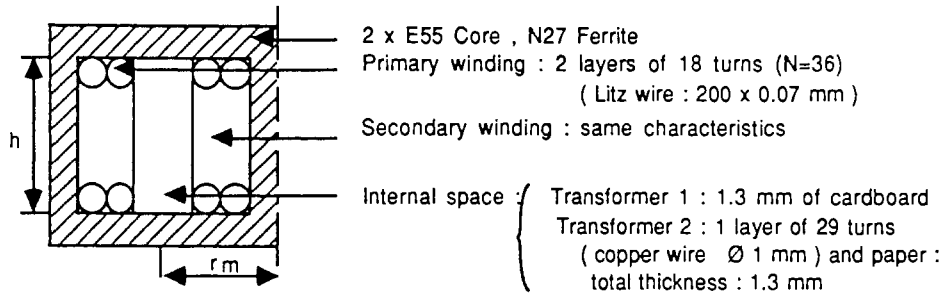 2 x E55 Core , N27 Ferrite
Primary winding : 2 layers of 18 turns (N=36)
( Litz wire : 200 x 0.07 mm )
h
Secondary winding : same characteristics
Internal space :
Transformer 1 : 1.3 mm of cardboard
Transformer 2 : 1 layer of 29 turns
( copper wire Ø 1 mm ) and paper :
total thickness : 1.3 mm
rm